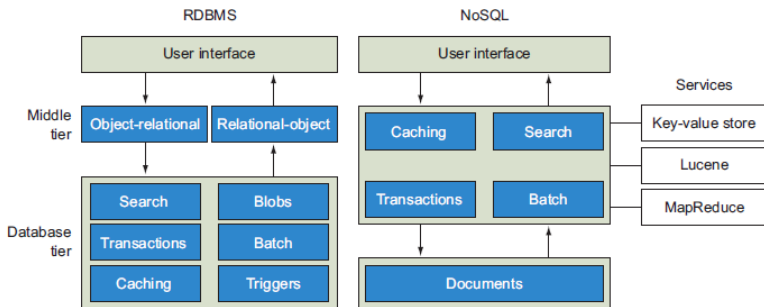 RDBMS
NoSQL
User interface
User interface
Services
Middle
tier
Object-relational
Relational-object
Caching
Search
Key-value store
Lucene
Transactions
Batch
MapReduce
Database
tier
Search
Blobs
Transactions
Batch
Caching
Triggers
Documents